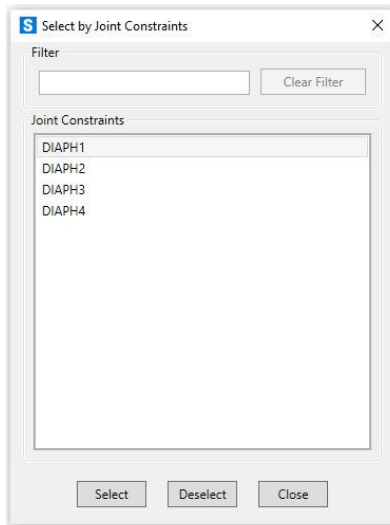 S Select by Joint Constraints
Filter
Clear Filter
Joint Constraints
DIAPH1
DIAPH2
DIAPH3
DIAPH4
Select Deselect Close